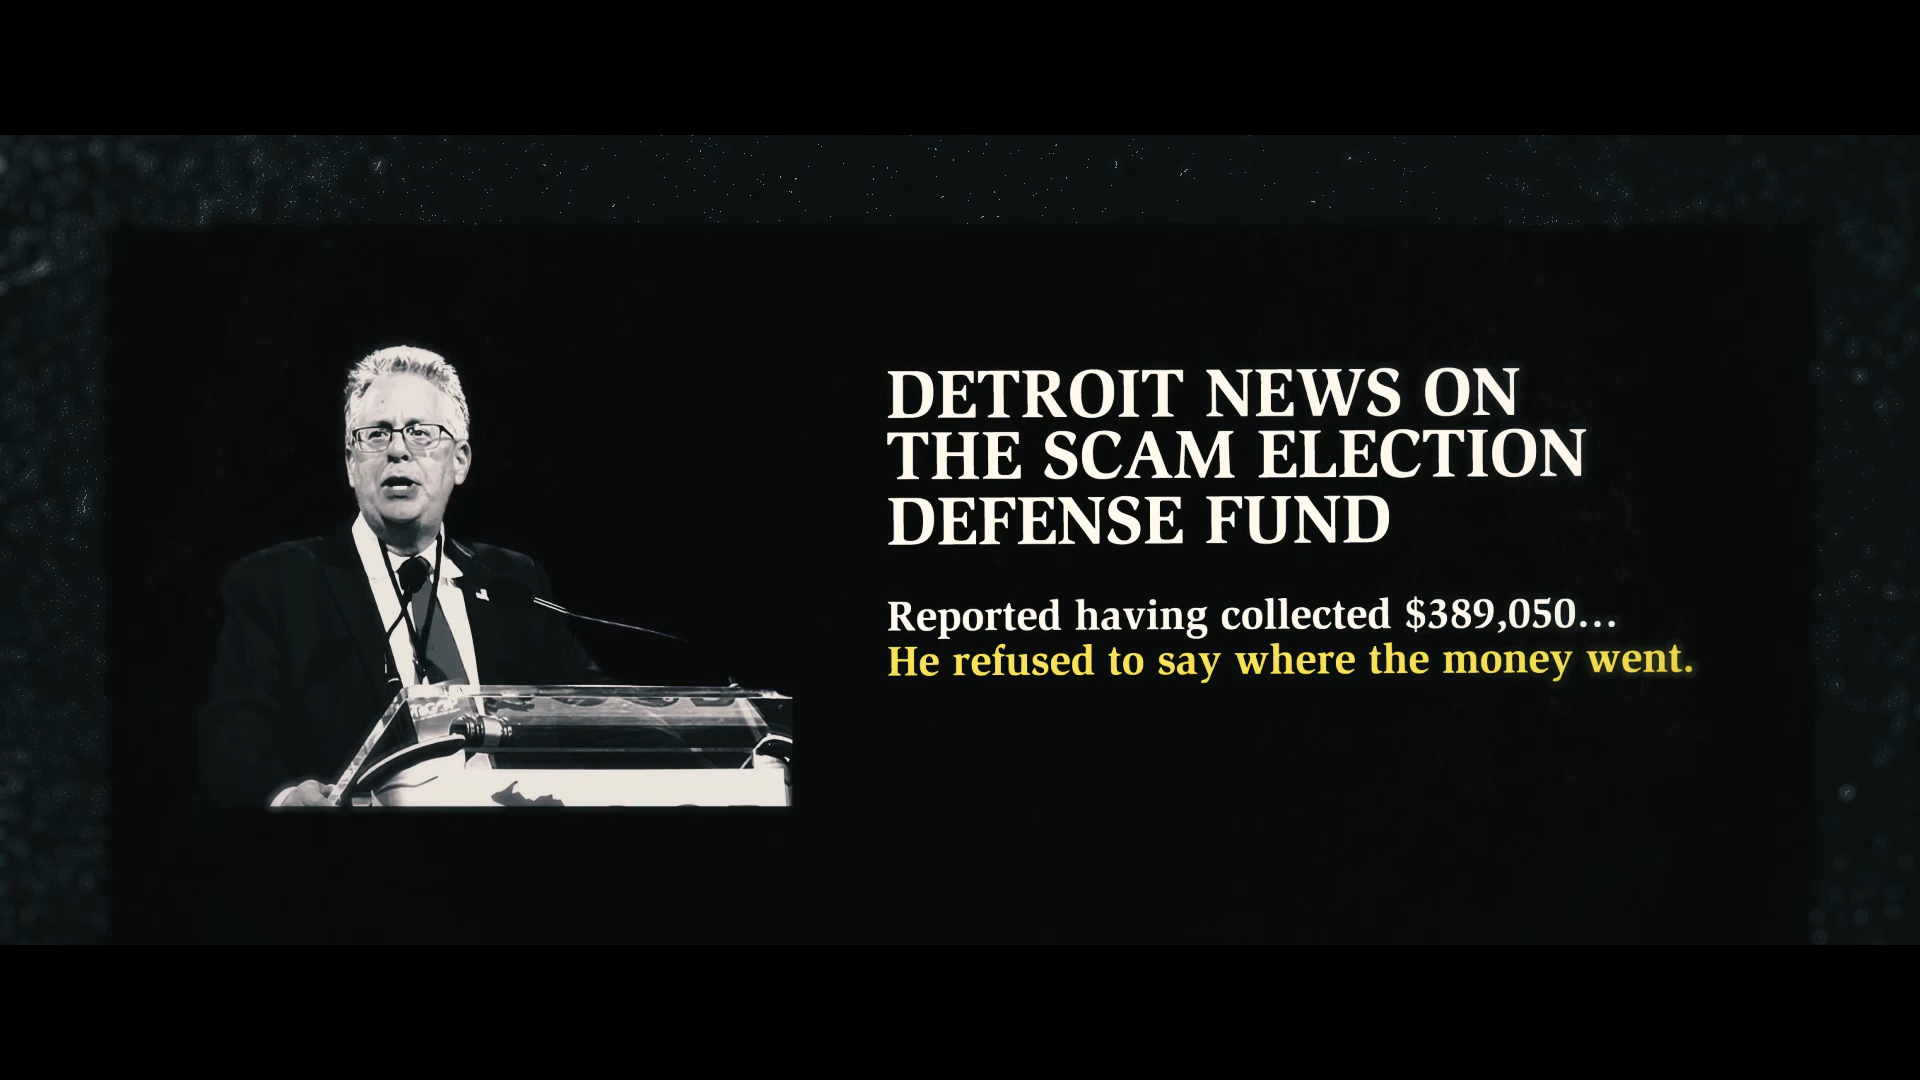 DETROIT NEWS ON
THE SCAM ELECTION
DEFENSE FUND
Reported having collected $389,050…
He refused to say where the money went.